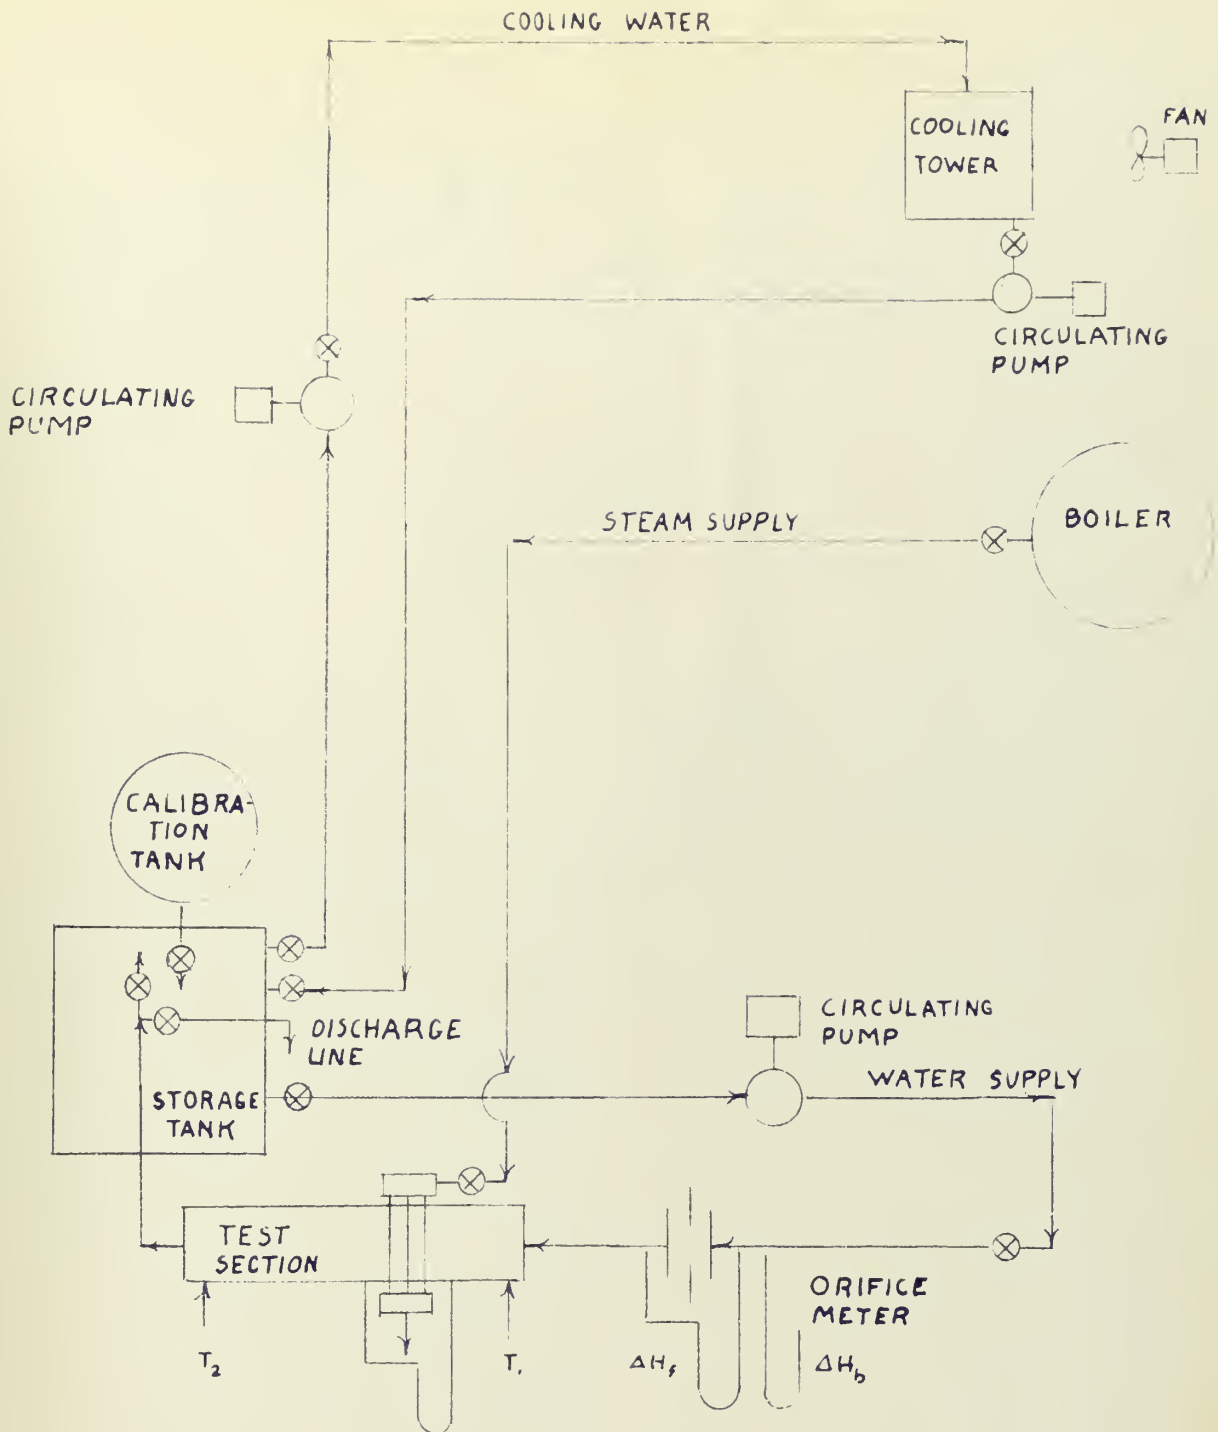 COOLING WATER
FAN
COOLING
TOWER
CIRCULATING
PUMP
CIRCULATING
PUMP
STEAM SUPPLY
BOILER
CALIBRA-
TION
TANK
CIRCULATING
PUMP
DISCHARGE
LINE
WATER SUPPLY
STORAGE
TANK
TEST
SECTION
ORIFICE
METER
T₂
T₁
ΔHf
ΔHb